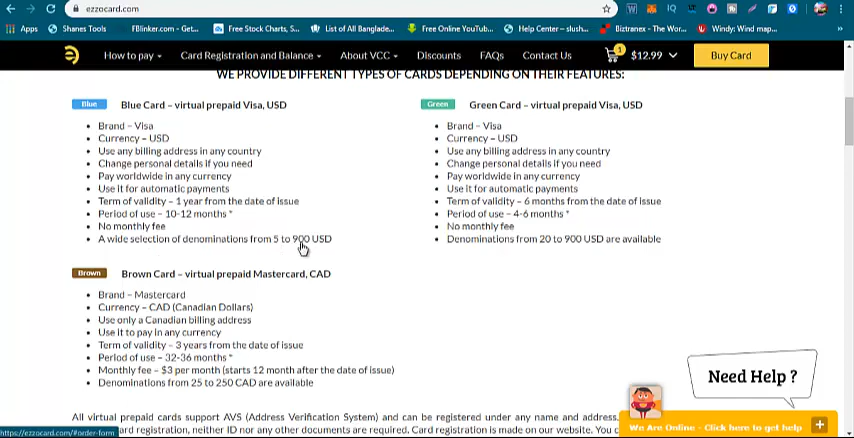 ezzocard.com
Apps Shanes Tools FBlinker.com - Get... Free Stock Charts, S... List of All Banglade... Free Online YouTub... Help Center – slush... Biztranex - The Wor... Windy: Wind map... »
How to pay Card Registration and Balance About VCC Discounts FAQs Contact Us 1 $12.99 Buy Card
WE PROVIDE DIFFERENT TYPES OF CARDS DEPENDING ON THEIR FEATURES:
Blue Blue Card – virtual prepaid Visa, USD
• Brand – Visa
• Currency – USD
• Use any billing address in any country
• Change personal details if you need
• Pay worldwide in any currency
• Use it for automatic payments
• Term of validity – 1 year from the date of issue
• Period of use – 10-12 months *
• No monthly fee
• A wide selection of denominations from 5 to 900 USD
Green Green Card – virtual prepaid Visa, USD
• Brand – Visa
• Currency – USD
• Use any billing address in any country
• Change personal details if you need
• Pay worldwide in any currency
• Use it for automatic payments
• Term of validity – 6 months from the date of issue
• Period of use – 4-6 months *
• No monthly fee
• Denominations from 20 to 900 USD are available
Brown Brown Card – virtual prepaid Mastercard, CAD
• Brand – Mastercard
• Currency – CAD (Canadian Dollars)
• Use only a Canadian billing address
• Use it to pay in any currency
• Term of validity – 3 years from the date of issue
• Period of use – 32-36 months *
• Monthly fee – $3 per month (starts 12 month after the date of issue)
• Denominations from 25 to 250 CAD are available
Need Help ?
We Are Online - Click here to get help +
All virtual prepaid cards support AVS (Address Verification System) and can be registered under any name and address.
ard registration, neither ID nor any other documents are required. Card registration is made on our website. You c
https://ezzocard.com/#order-form